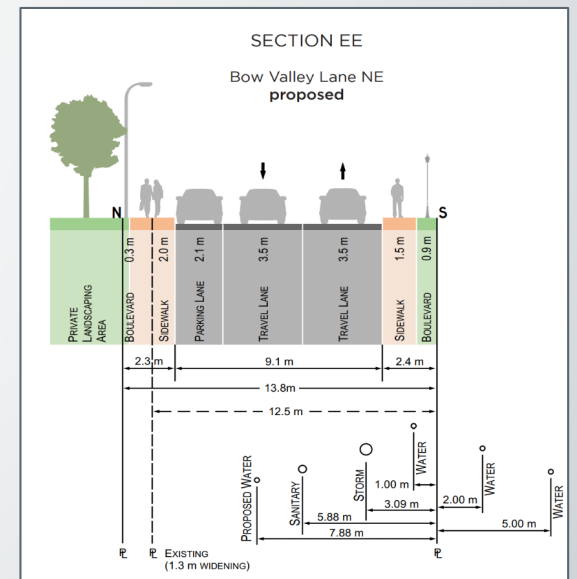 SECTION EE
Bow Valley Lane NE
proposed
N
S
0.3 m
2.0 m
2.1 m
3.5 m
3.5 m
1.5 m
0.9 m
PRIVATE
LANDSCAPING
AREA
BOULEVARD
SIDEWALK
PARKING LANE
TRAVEL LANE
TRAVEL LANE
SIDEWALK
BOULEVARD
2.3m
9.1 m
2.4 m
13.8m
12.5 m
PROPOSED WATER
SANITARY
STORM
WATER
WATER
WATER
1.00 m
2.00 m
3.09 m
5.88 m
5.00 m
7.88 m
PL
PL
EXISTING
(1.3 m WIDENING)
PL